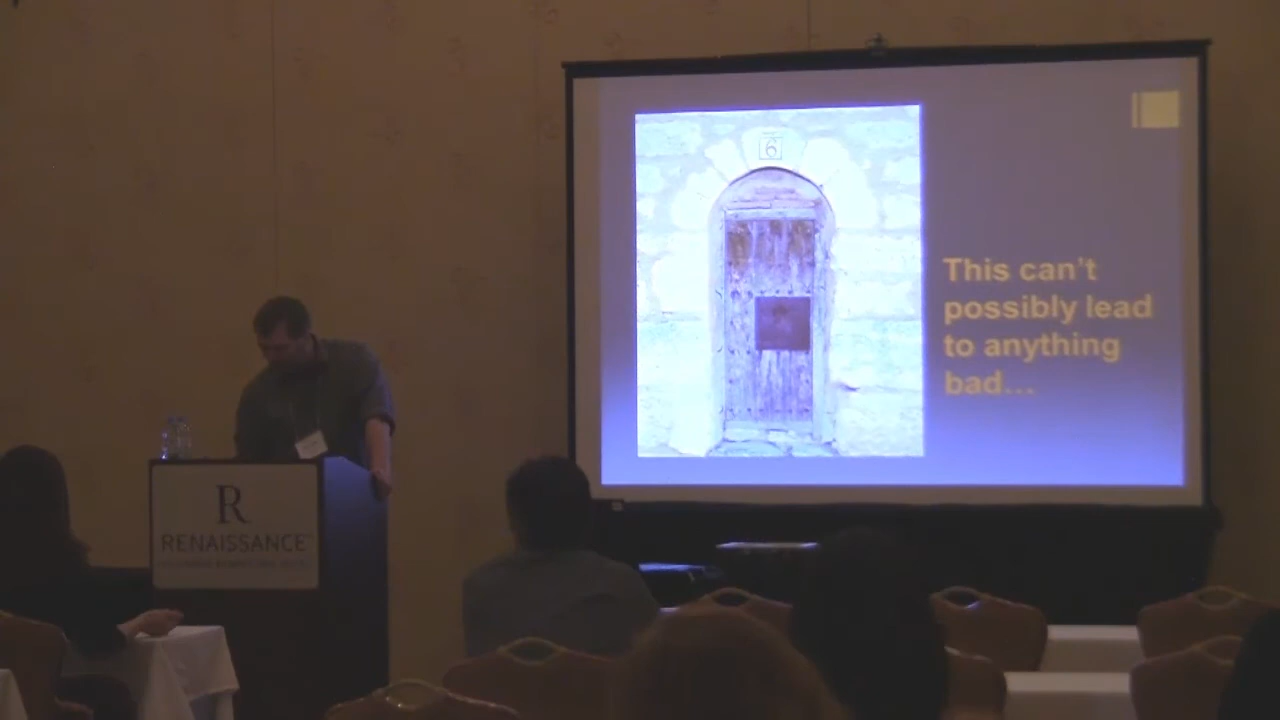 6
This can't
possibly lead
to anything
bad...
R
RENAISSANCE